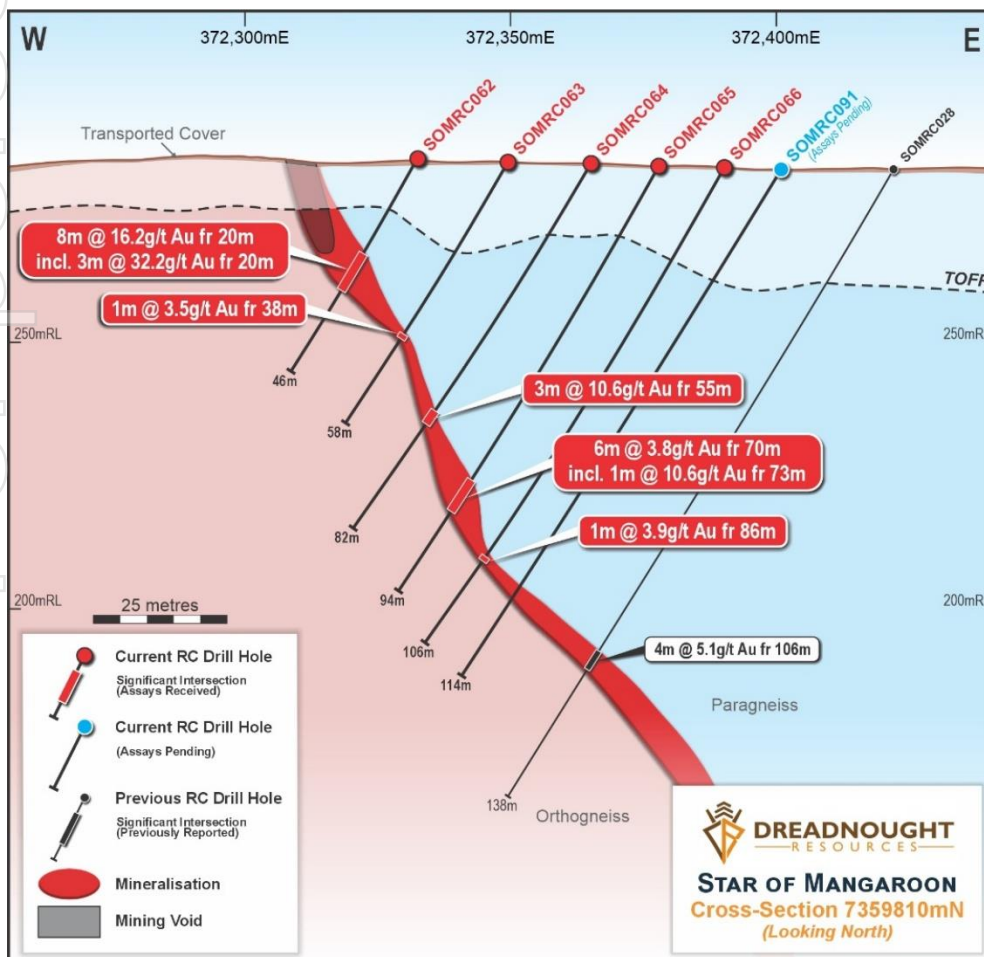 W
372,300mE
372,350mE
372,400mE
E
Transported Cover
SOMRC062
SOMRC063
SOMRC064
SOMRC065
SOMRC066
SOMRC091
(Assays Pending)
SOMRC028
8m @ 16.2g/t Au fr 20m
incl. 3m @ 32.2g/t Au fr 20m
TOFR
1m @ 3.5g/t Au fr 38m
250mRL
250mRL
46m
3m @ 10.6g/t Au fr 55m
58m
6m @ 3.8g/t Au fr 70m
incl. 1m @ 10.6g/t Au fr 73m
82m
1m @ 3.9g/t Au fr 86m
94m
200mRL
200mRL
25 metres
106m
4m @ 5.1g/t Au fr 106m
114m
Paragneiss
138m
Orthogneiss
Current RC Drill Hole
Significant Intersection
(Assays Received)
Current RC Drill Hole
(Assays Pending)
Previous RC Drill Hole
Significant Intersection
(Previously Reported)
Mineralisation
Mining Void
DREADNOUGHT
RESOURCES
STAR OF MANGAROON
Cross-Section 7359810mN
(Looking North)